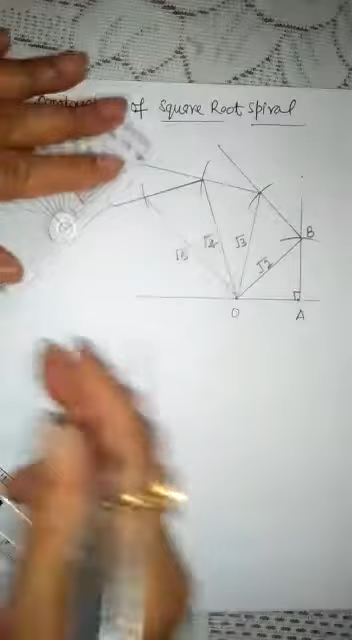 of Square Root spiral
B
√5 √4 √3 √2
O A